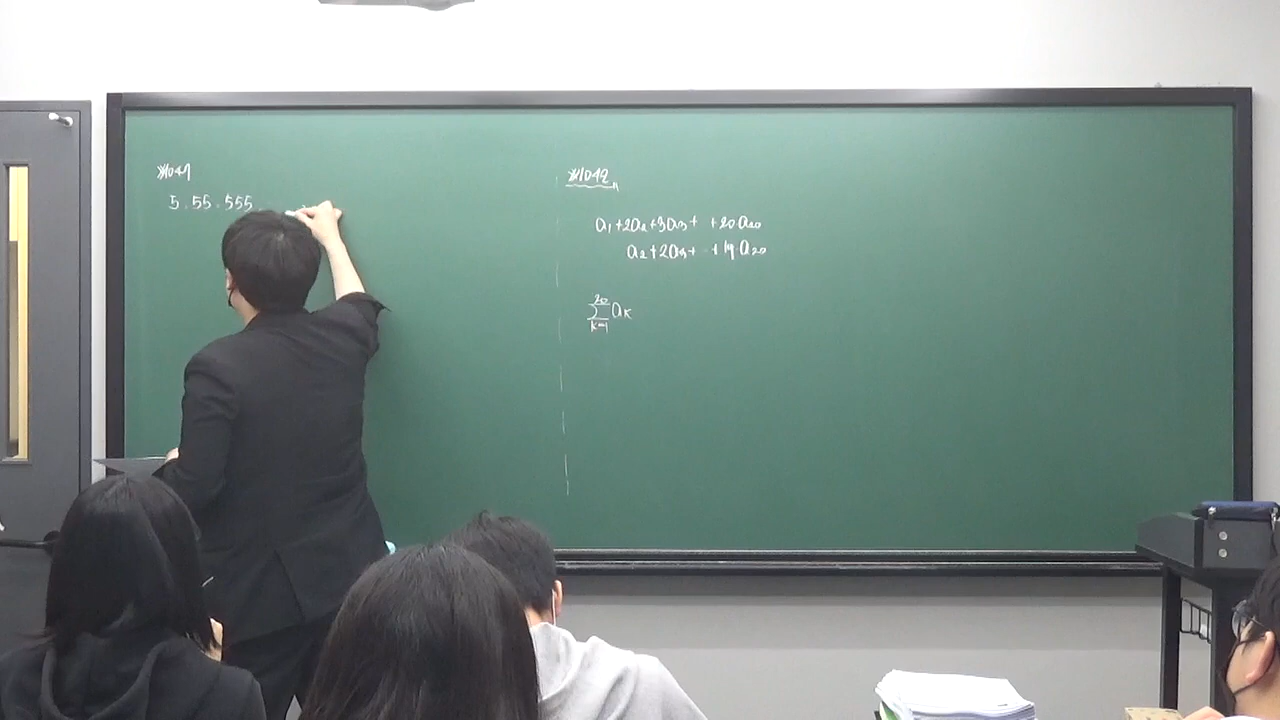 ※1041
5. 55. 555.
※1042
a₁+2a₂+3a₃+ +20a₂₀
a₂+2a₃+ +19a₂₀
20
∑aₖ
k=1